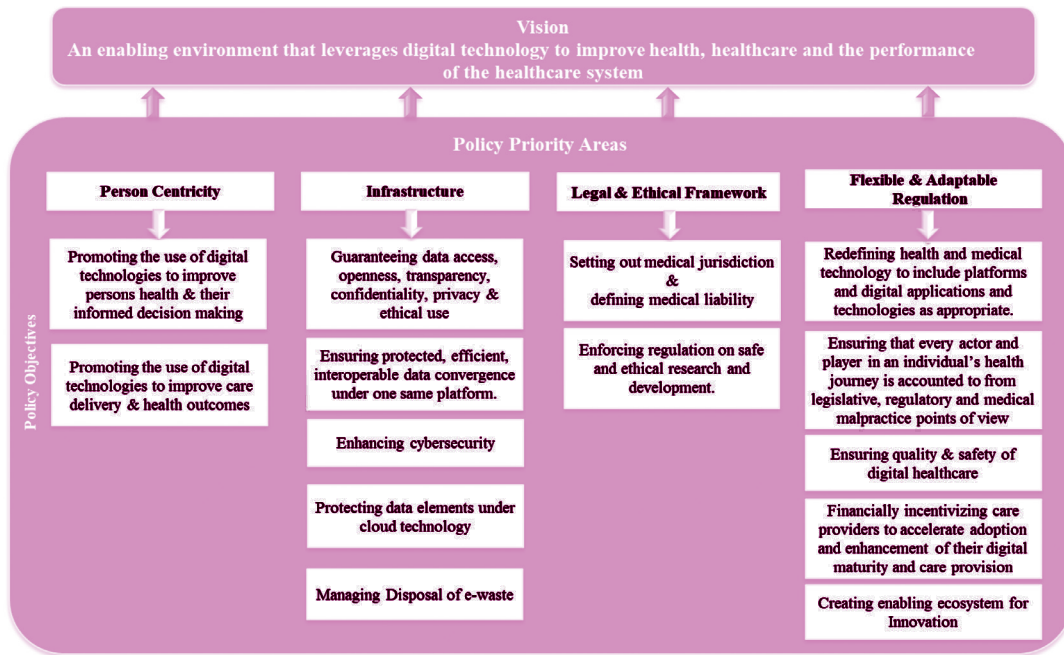 Vision
An enabling environment that leverages digital technology to improve health, healthcare and the performance
of the healthcare system
Policy Priority Areas
Policy Objectives
Person Centricity
Promoting the use of digital
technologies to improve
persons health & their
informed decision making
Promoting the use of digital
technologies to improve care
delivery & health outcomes
Infrastructure
Guaranteeing data access,
openness, transparency,
confidentiality, privacy &
ethical use
Ensuring protected, efficient,
interoperable data convergence
under one same platform.
Enhancing cybersecurity
Protecting data elements under
cloud technology
Managing Disposal of e-waste
Legal & Ethical Framework
Setting out medical jurisdiction
&
defining medical liability
Enforcing regulation on safe
and ethical research and
development.
Flexible & Adaptable
Regulation
Redefining health and medical
technology to include platforms
and digital applications and
technologies as appropriate.
Ensuring that every actor and
player in an individual's health
journey is accounted to from
legislative, regulatory and medical
malpractice points of view
Ensuring quality & safety of
digital healthcare
Financially incentivizing care
providers to accelerate adoption
and enhancement of their digital
maturity and care provision
Creating enabling ecosystem for
Innovation